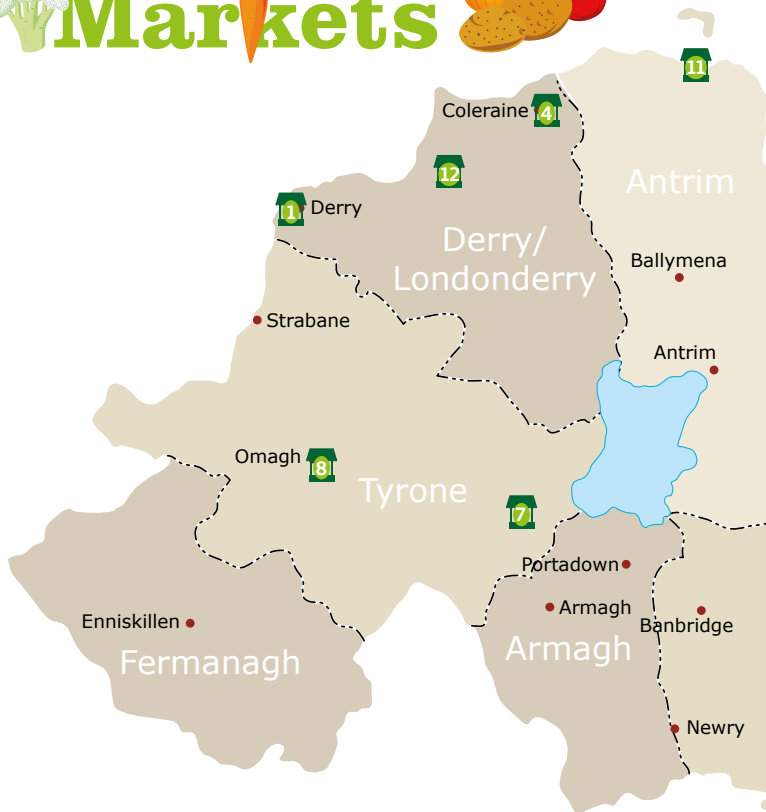 Markets
11
Coleraine
4
Antrim
12
1
Derry
Derry/
Londonderry
Ballymena
Strabane
Antrim
Omagh
8
Tyrone
7
Portadown
Armagh
Enniskillen
Banbridge
Armagh
Fermanagh
Newry